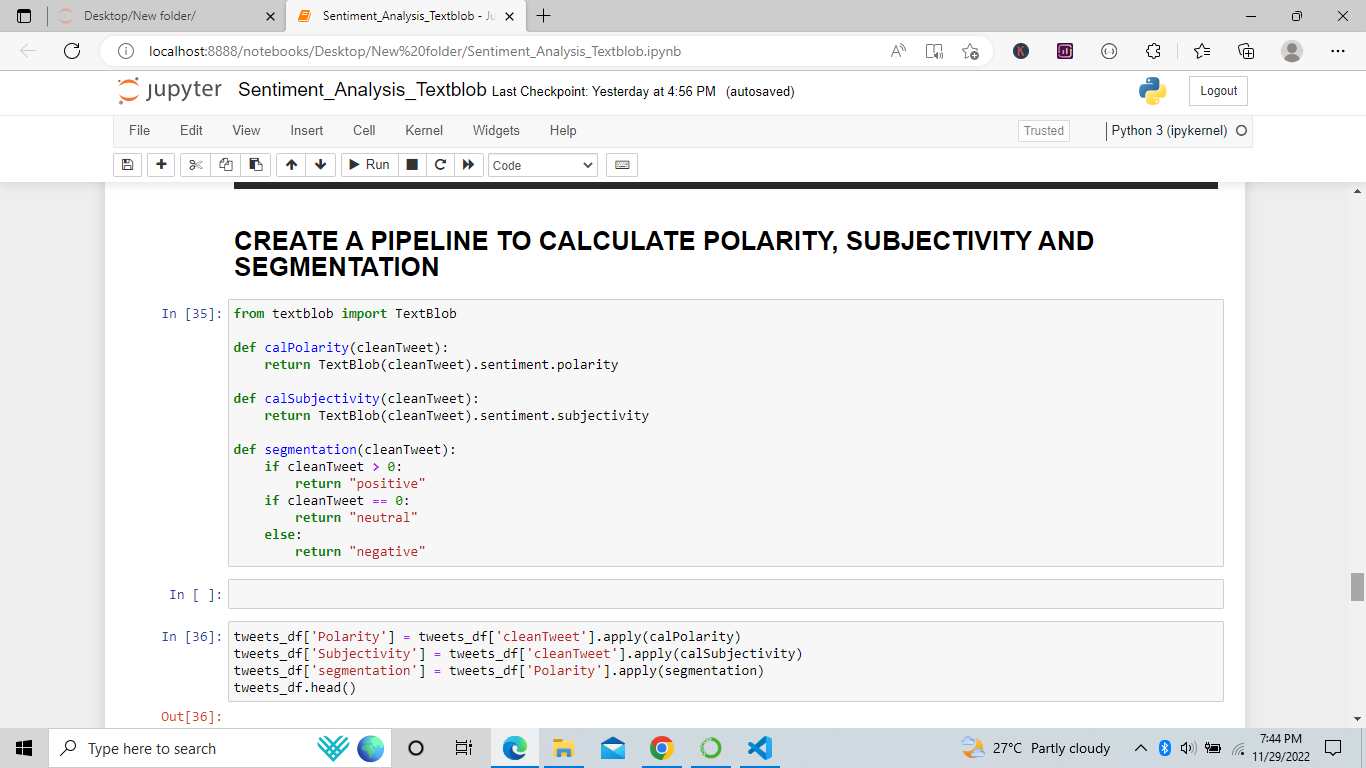 Desktop/New folder/
Sentiment_Analysis_Textblob - Ju
localhost:8888/notebooks/Desktop/New%20folder/Sentiment_Analysis_Textblob.ipynb
jupyter Sentiment_Analysis_Textblob Last Checkpoint: Yesterday at 4:56 PM (autosaved)
Logout
File Edit View Insert Cell Kernel Widgets Help
Trusted
Python 3 (ipykernel)
Run
Code
CREATE A PIPELINE TO CALCULATE POLARITY, SUBJECTIVITY AND
SEGMENTATION
In [35]:
from textblob import TextBlob
def calPolarity(cleanTweet):
    return TextBlob(cleanTweet).sentiment.polarity
def calSubjectivity(cleanTweet):
    return TextBlob(cleanTweet).sentiment.subjectivity
def segmentation(cleanTweet):
    if cleanTweet > 0:
        return "positive"
    if cleanTweet == 0:
        return "neutral"
    else:
        return "negative"
In [ ]:
In [36]:
tweets_df['Polarity'] = tweets_df['cleanTweet'].apply(calPolarity)
tweets_df['Subjectivity'] = tweets_df['cleanTweet'].apply(calSubjectivity)
tweets_df['segmentation'] = tweets_df['Polarity'].apply(segmentation)
tweets_df.head()
Out[36]:
Type here to search
27°C Partly cloudy
7:44 PM
11/29/2022